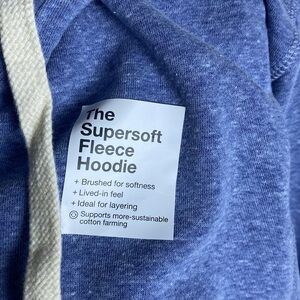 The
Supersoft
Fleece
Hoodie
+ Brushed for softness
+ Lived-in feel
+ Ideal for layering
Supports more-sustainable
cotton farming